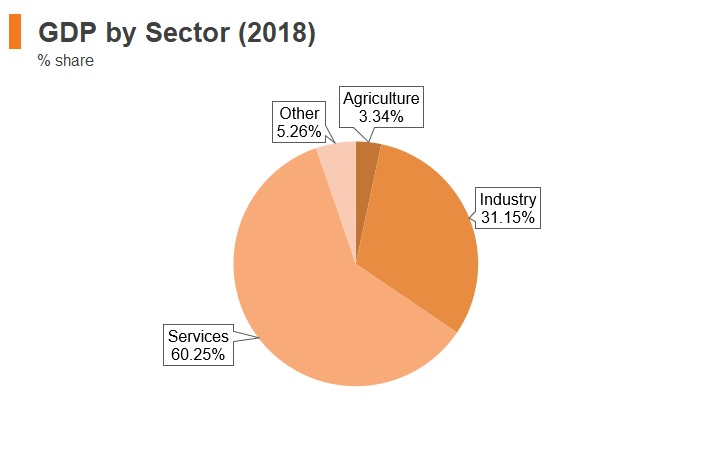 GDP by Sector (2018)
% share
Other
5.26%
Agriculture
3.34%
Industry
31.15%
Services
60.25%